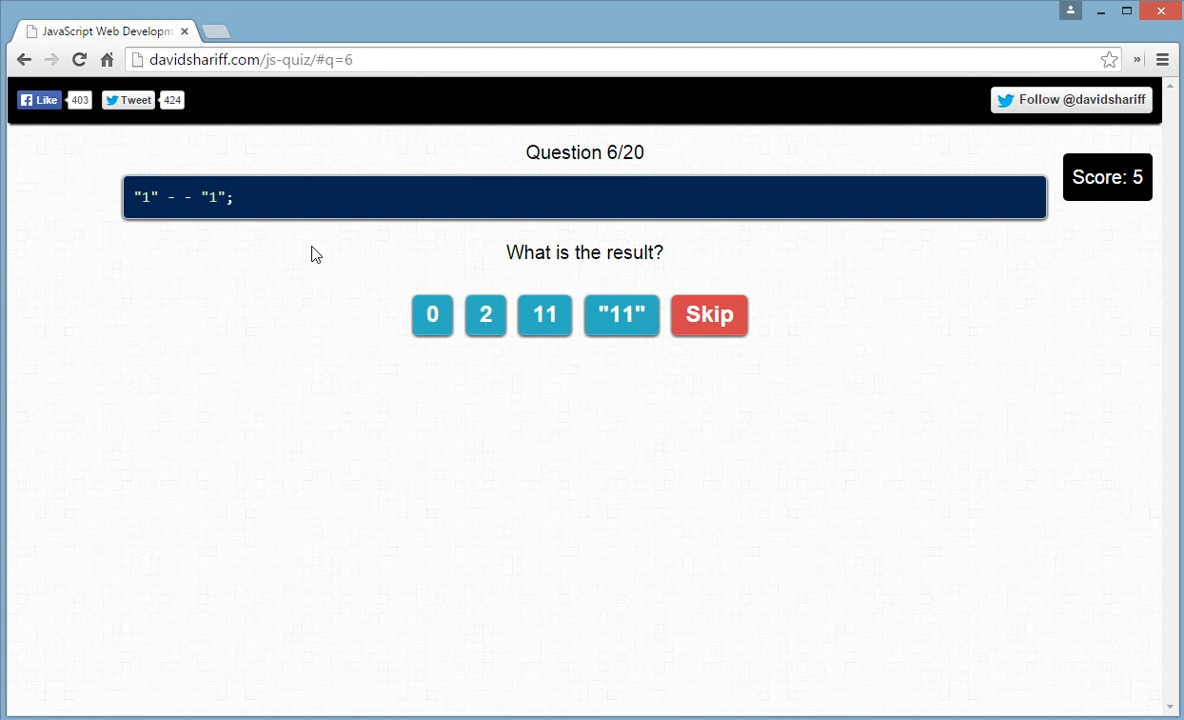 JavaScript Web Developm
davidshariff.com/js-quiz/#q=6
Like 403 Tweet 424 Follow @davidshariff
Question 6/20
Score: 5
"1" - - "1";
What is the result?
0 2 11 "11" Skip